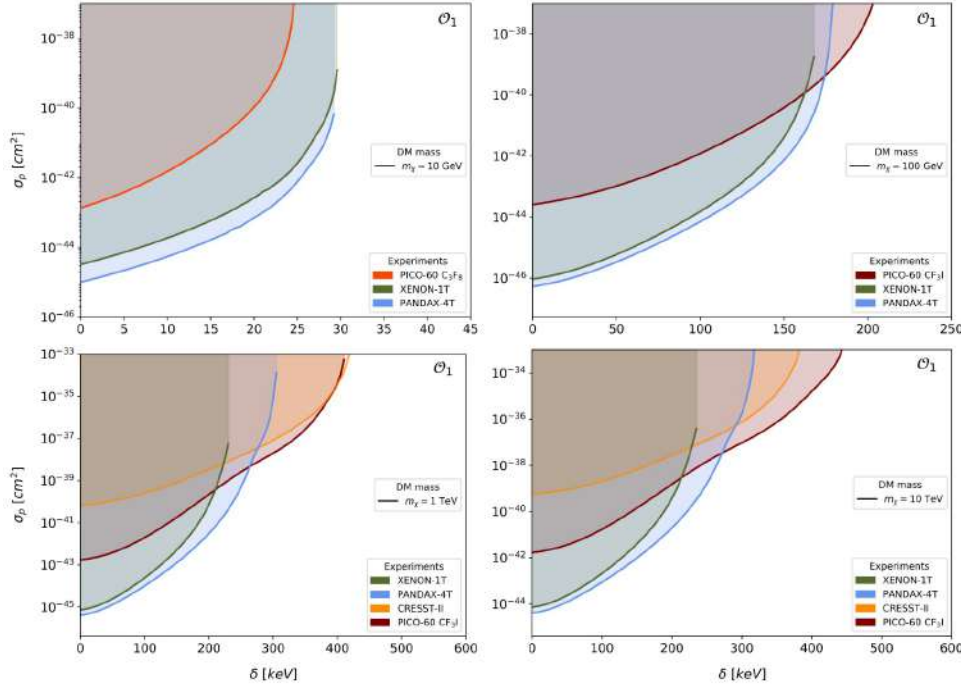 𝒪₁
10⁻³⁸
10⁻⁴⁰
10⁻⁴²
10⁻⁴⁴
10⁻⁴⁶
σₚ [cm²]
DM mass
mᵪ = 10 GeV
Experiments
PICO-60 C₃F₈
XENON-1T
PANDAX-4T
0 5 10 15 20 25 30 35 40 45
𝒪₁
10⁻³⁸
10⁻⁴⁰
10⁻⁴²
10⁻⁴⁴
10⁻⁴⁶
DM mass
mᵪ = 100 GeV
Experiments
PICO-60 CF₃I
XENON-1T
PANDAX-4T
0 50 100 150 200 250
𝒪₁
10⁻³³
10⁻³⁵
10⁻³⁷
10⁻³⁹
10⁻⁴¹
10⁻⁴³
10⁻⁴⁵
σₚ [cm²]
DM mass
mᵪ = 1 TeV
Experiments
XENON-1T
PANDAX-4T
CRESST-II
PICO-60 CF₃I
0 100 200 300 400 500 600
δ [keV]
𝒪₁
10⁻³⁴
10⁻³⁶
10⁻³⁸
10⁻⁴⁰
10⁻⁴²
10⁻⁴⁴
DM mass
mᵪ = 10 TeV
Experiments
XENON-1T
PANDAX-4T
CRESST-II
PICO-60 CF₃I
0 100 200 300 400 500 600
δ [keV]